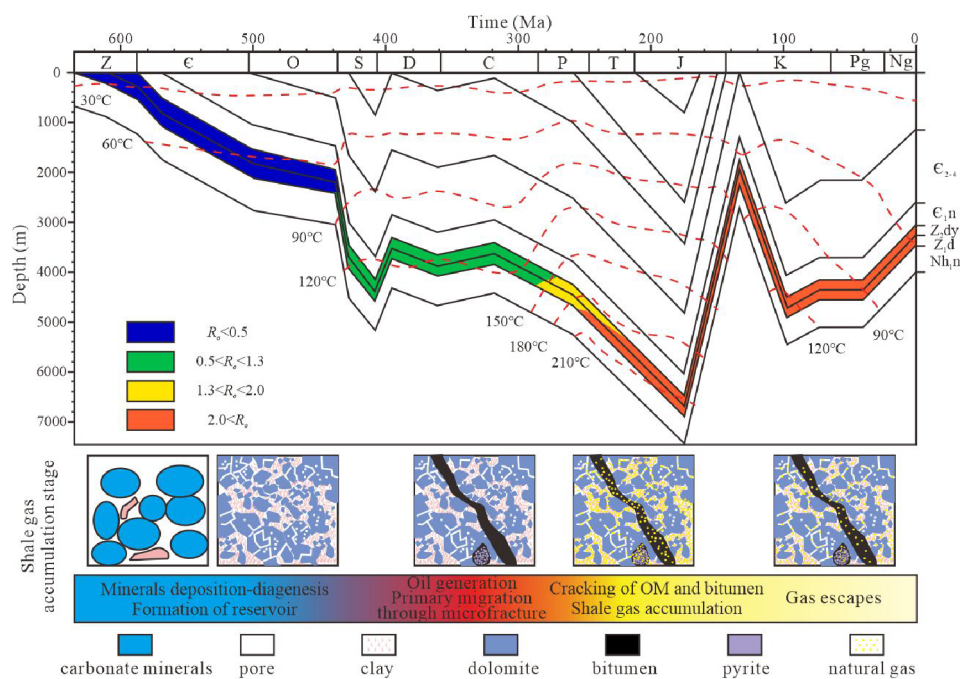 Time (Ma)
600 500 400 300 200 100 0
Z Є O S D C P T J K Pg Ng
0
1000
2000
3000
4000
5000
6000
7000
Depth (m)
30℃
60℃
90℃
120℃
150℃
180℃
210℃
120℃
90℃
Є₂₋₄
Є₁n
Z₂dy
Z₁d
Nh₁n
Rₒ<0.5
0.5<Rₒ<1.3
1.3<Rₒ<2.0
2.0<Rₒ
Shale gas
accumulation stage
Minerals deposition-diagenesis
Formation of reservoir
Oil generation
Primary migration
through microfracture
Cracking of OM and bitumen
Shale gas accumulation
Gas escapes
carbonate minerals pore clay dolomite bitumen pyrite natural gas